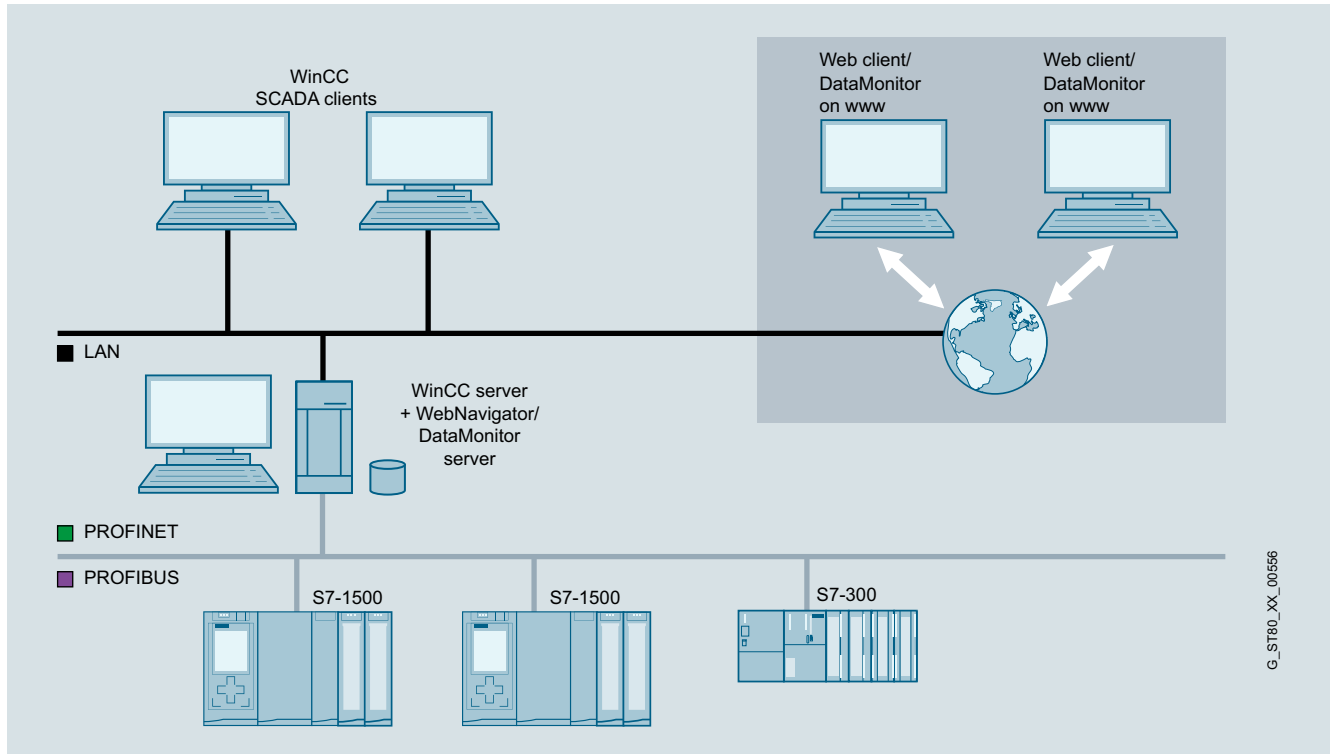 WinCC
SCADA clients
Web client/
DataMonitor
on www
Web client/
DataMonitor
on www
LAN
WinCC server
+ WebNavigator/
DataMonitor
server
PROFINET
PROFIBUS
S7-1500
S7-1500
S7-300
G_ST80_XX_00556